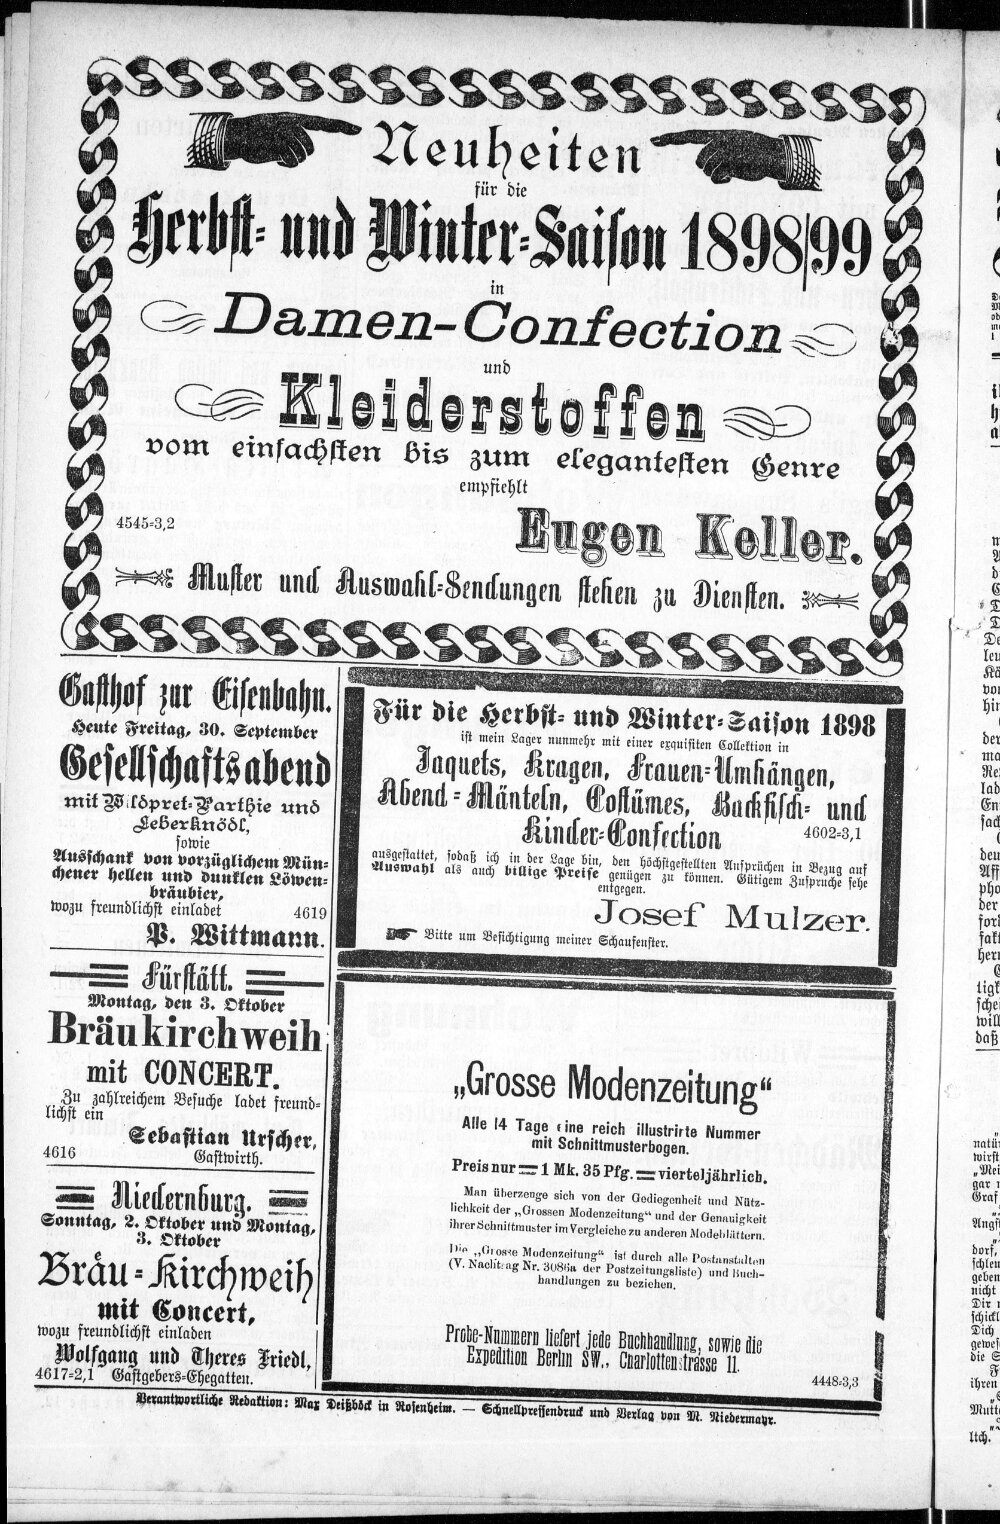 Neuheiten
für die
Herbst- und Winter-Saison 1898/99
in
Damen-Confection
und
Kleiderstoffen
vom einfachsten bis zum elegantesten Genre
empfiehlt
4545-3,2
Eugen Keller.
Muster und Auswahl-Sendungen stehen zu Diensten.
Gasthof zur Eisenbahn.
Heute Freitag, 30. September
Gesellschaftsabend
mit Wildpret-Parthie und
Leberknödl,
sowie
Ausschank von vorzüglichem Mün-
chener hellen und dunklen Löwen-
bräubier,
wozu freundlichst einladet 4619
P. Wittmann.
Fürstätt.
Montag, den 3. Oktober
Bräukirchweih
mit CONCERT.
Zu zahlreichem Besuche ladet freund-
lichst ein
Sebastian Urscher,
4616 Gastwirth.
Niedernburg.
Sonntag, 2. Oktober und Montag,
3. Oktober
Bräu-Kirchweih
mit Concert,
wozu freundlichst einladen
Wolfgang und Theres Friedl,
4617-2,1 Gastgebers-Ehegatten.
Für die Herbst- und Winter-Saison 1898
ist mein Lager nunmehr mit einer exquisiten Collektion in
Jaquets, Kragen, Frauen-Umhängen,
Abend-Mänteln, Costümes, Backfisch- und
Kinder-Confection 4602-3,1
ausgestattet, sodaß ich in der Lage bin, den höchstgestellten Ansprüchen in Bezug auf
Auswahl als auch billige Preise genügen zu können. Gütigem Zuspruche sehe
entgegen.
Josef Mulzer.
Bitte um Besichtigung meiner Schaufenster.
„Grosse Modenzeitung“
Alle 14 Tage eine reich illustrirte Nummer
mit Schnittmusterbogen.
Preis nur = 1 Mk. 35 Pfg. = vierteljährlich.
Man überzeuge sich von der Gediegenheit und Nütz-
lichkeit der „Grossen Modenzeitung“ und der Genauigkeit
ihrer Schnittmuster im Vergleiche zu anderen Modeblättern.
Die „Grosse Modenzeitung“ ist durch alle Postanstalten
(V. Nachtrag Nr. 3086a der Postzeitungsliste) und Buch-
handlungen zu beziehen.
Probe-Nummern liefert jede Buchhandlung, sowie die
Expedition Berlin SW., Charlottenstrasse 11.
4448-3,3
Verantwortliche Redaktion: Max Deißböck in Rosenheim. — Schnellpressendruck und Verlag von M. Niedermayr.